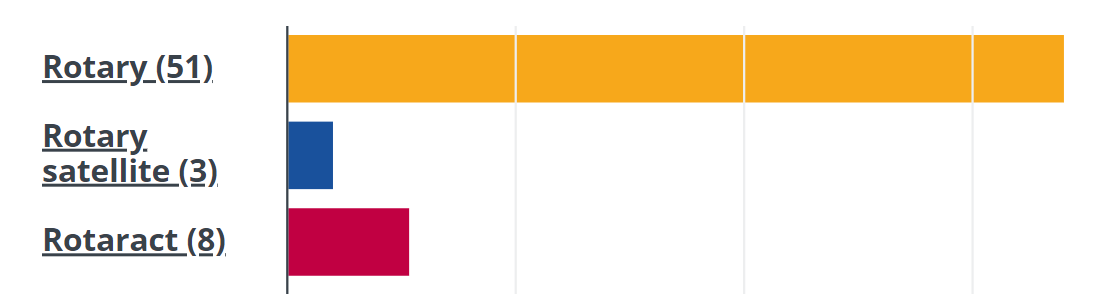 Rotary (51)
Rotary
satellite (3)
Rotaract (8)